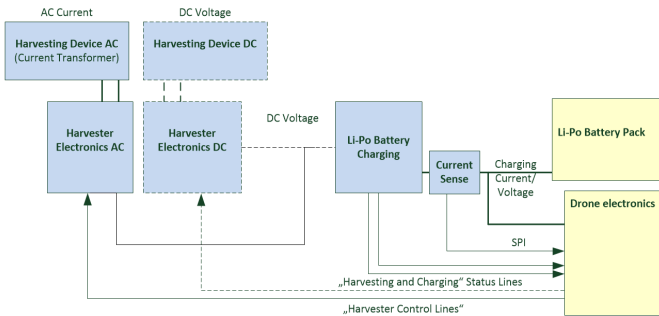 AC Current
DC Voltage
Harvesting Device AC
(Current Transformer)
Harvesting Device DC
Harvester
Electronics AC
Harvester
Electronics DC
DC Voltage
Li-Po Battery
Charging
Current
Sense
Charging
Current/
Voltage
Li-Po Battery Pack
Drone electronics
SPI
„Harvesting and Charging“ Status Lines
„Harvester Control Lines“